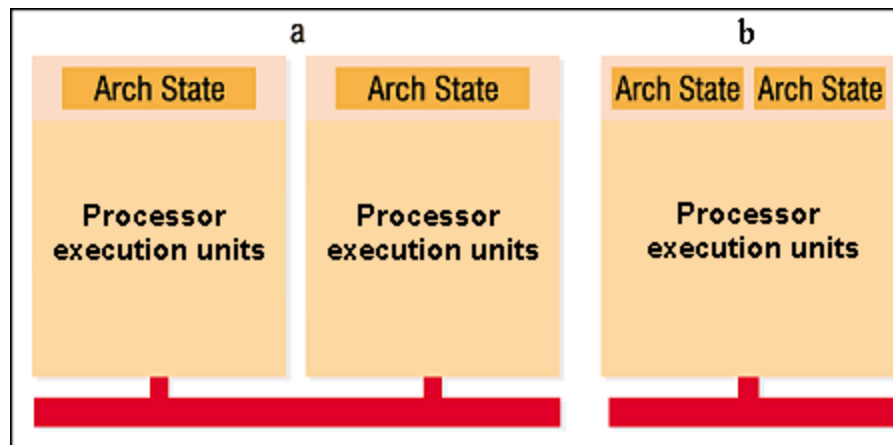 a
b
Arch State
Arch State
Arch State
Arch State
Processor
execution units
Processor
execution units
Processor
execution units